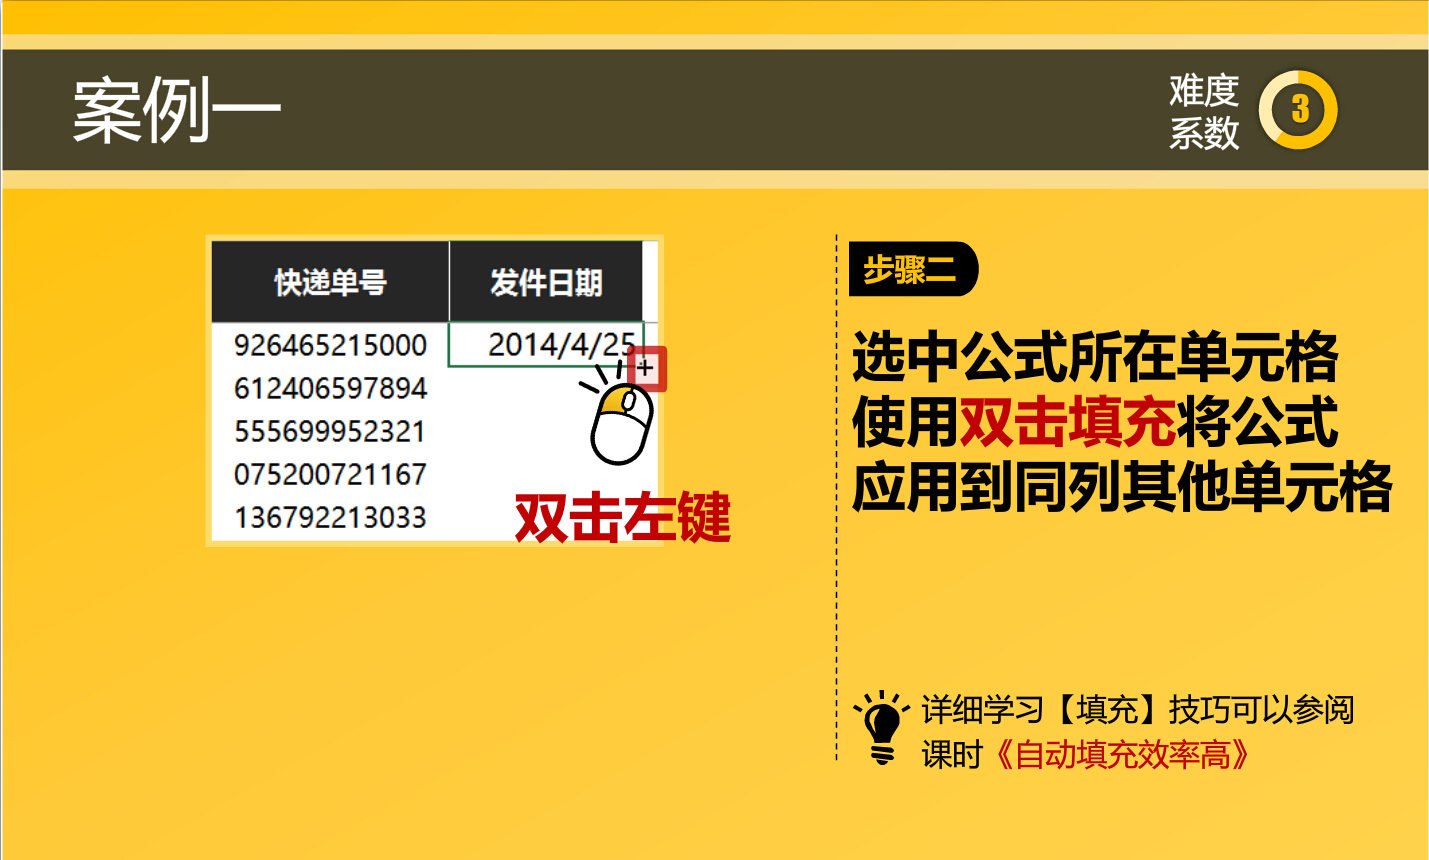 案例一
难度
系数
3
快递单号 发件日期
926465215000 2014/4/25
612406597894
555699952321
075200721167
136792213033
双击左键
步骤二
选中公式所在单元格
使用双击填充将公式
应用到同列其他单元格
详细学习【填充】技巧可以参阅
课时《自动填充效率高》